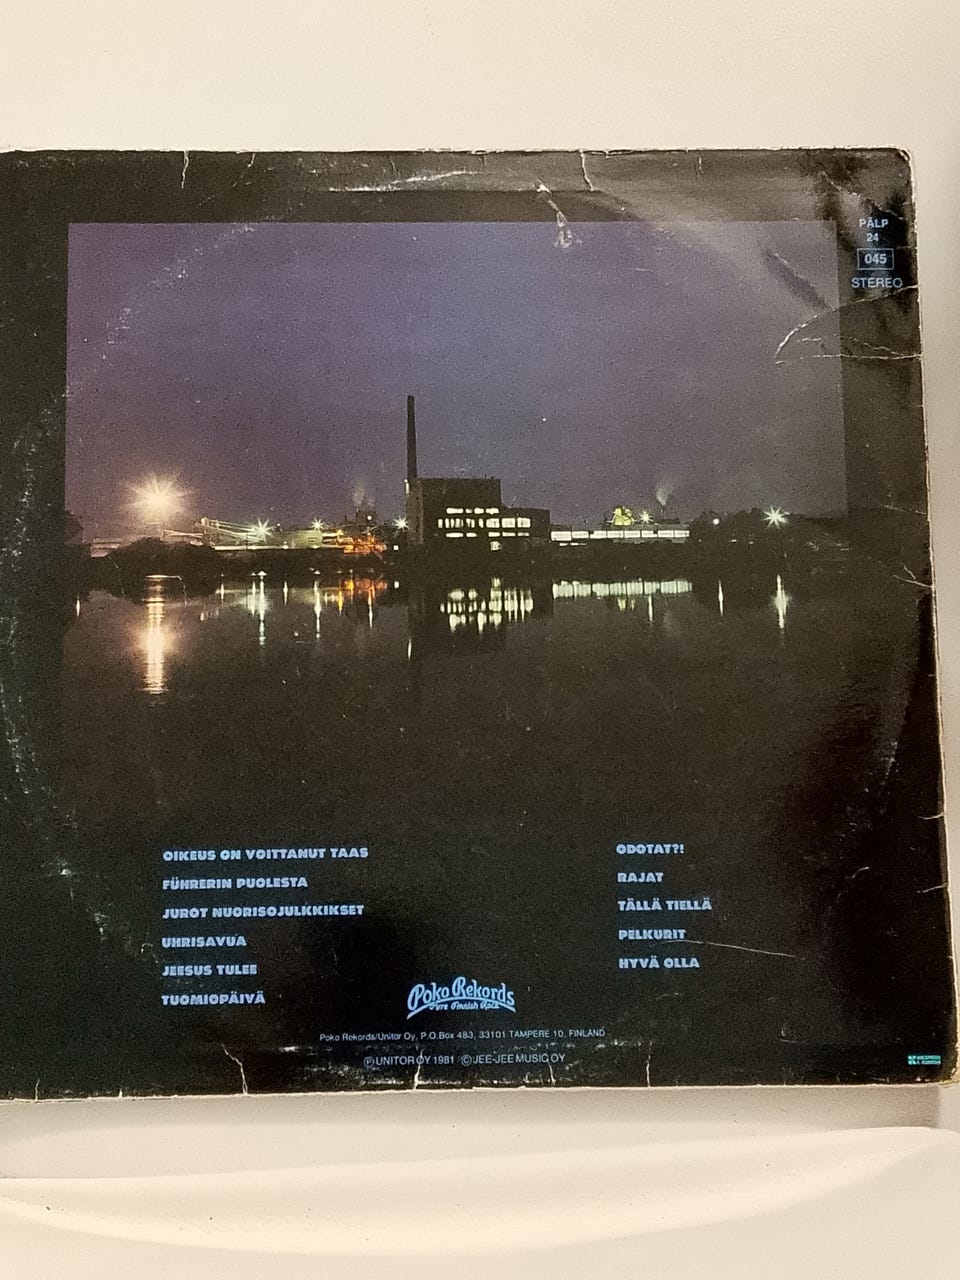 PÄLP
24
045
STEREO
OIKEUS ON VOITTANUT TAAS
FÜHRERIN PUOLESTA
JUROT NUORISOJULKKIKSET
UHRISAVUA
JEESUS TULEE
TUOMIOPÄIVÄ
ODOTAT?!
RAJAT
TÄLLÄ TIELLÄ
PELKURIT
HYVÄ OLLA
Poko Rekords
Pure Finnish Rock
Poko Rekords/Unitor Oy, P.O.Box 483, 33101 TAMPERE 10, FINLAND
Ⓟ UNITOR OY 1981 / © JEE-JEE MUSIC OY